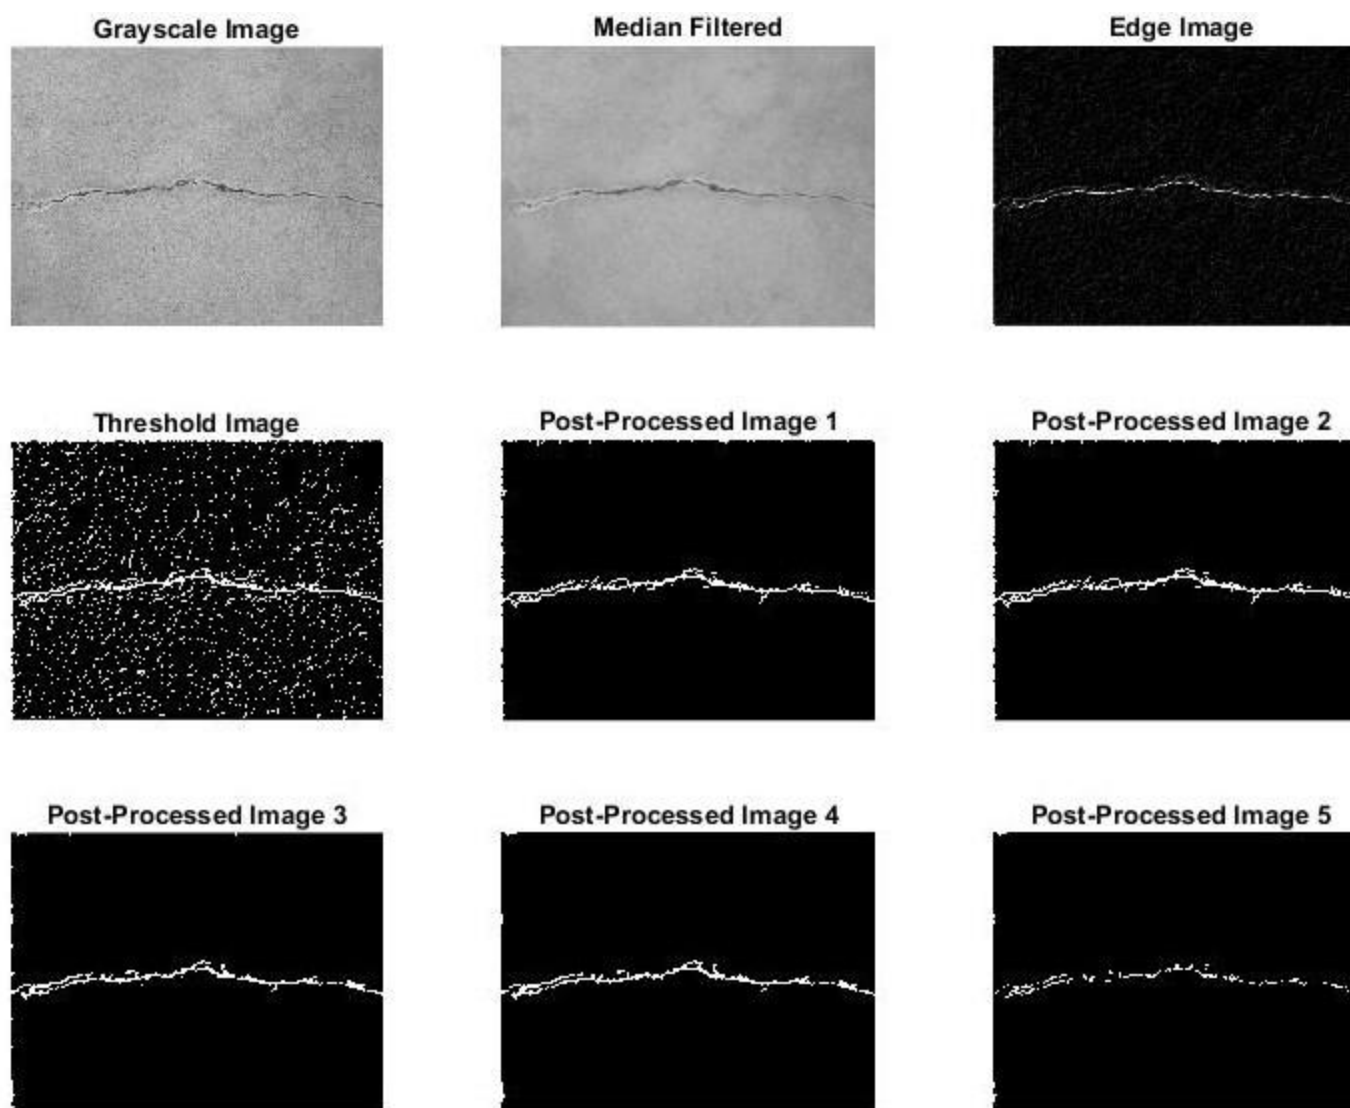 Grayscale Image
Median Filtered
Edge Image
Threshold Image
Post-Processed Image 1
Post-Processed Image 2
Post-Processed Image 3
Post-Processed Image 4
Post-Processed Image 5